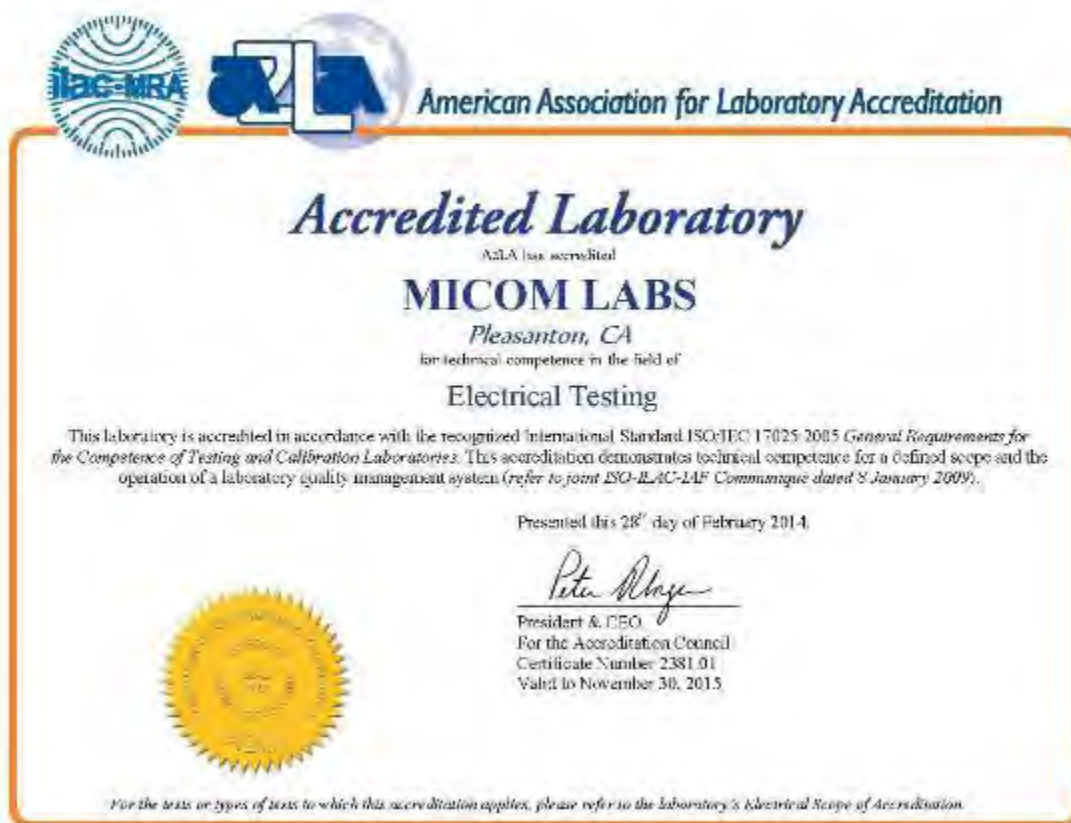 ilac-MRA
A2LA
American Association for Laboratory Accreditation
Accredited Laboratory
A2LA has accredited
MICOM LABS
Pleasanton, CA
for technical competence in the field of
Electrical Testing
This laboratory is accredited in accordance with the recognized International Standard ISO/IEC 17025:2005 General Requirements for
the Competence of Testing and Calibration Laboratories. This accreditation demonstrates technical competence for a defined scope and the
operation of a laboratory quality management system (refer to joint ISO-ILAC-IAF Communique dated 8 January 2009).
Presented this 28th day of February 2014.
Peter
President & CEO
For the Accreditation Council
Certificate Number 2381.01
Valid to November 30, 2015
For the tests or types of tests to which this accreditation applies, please refer to the laboratory's Electrical Scope of Accreditation.